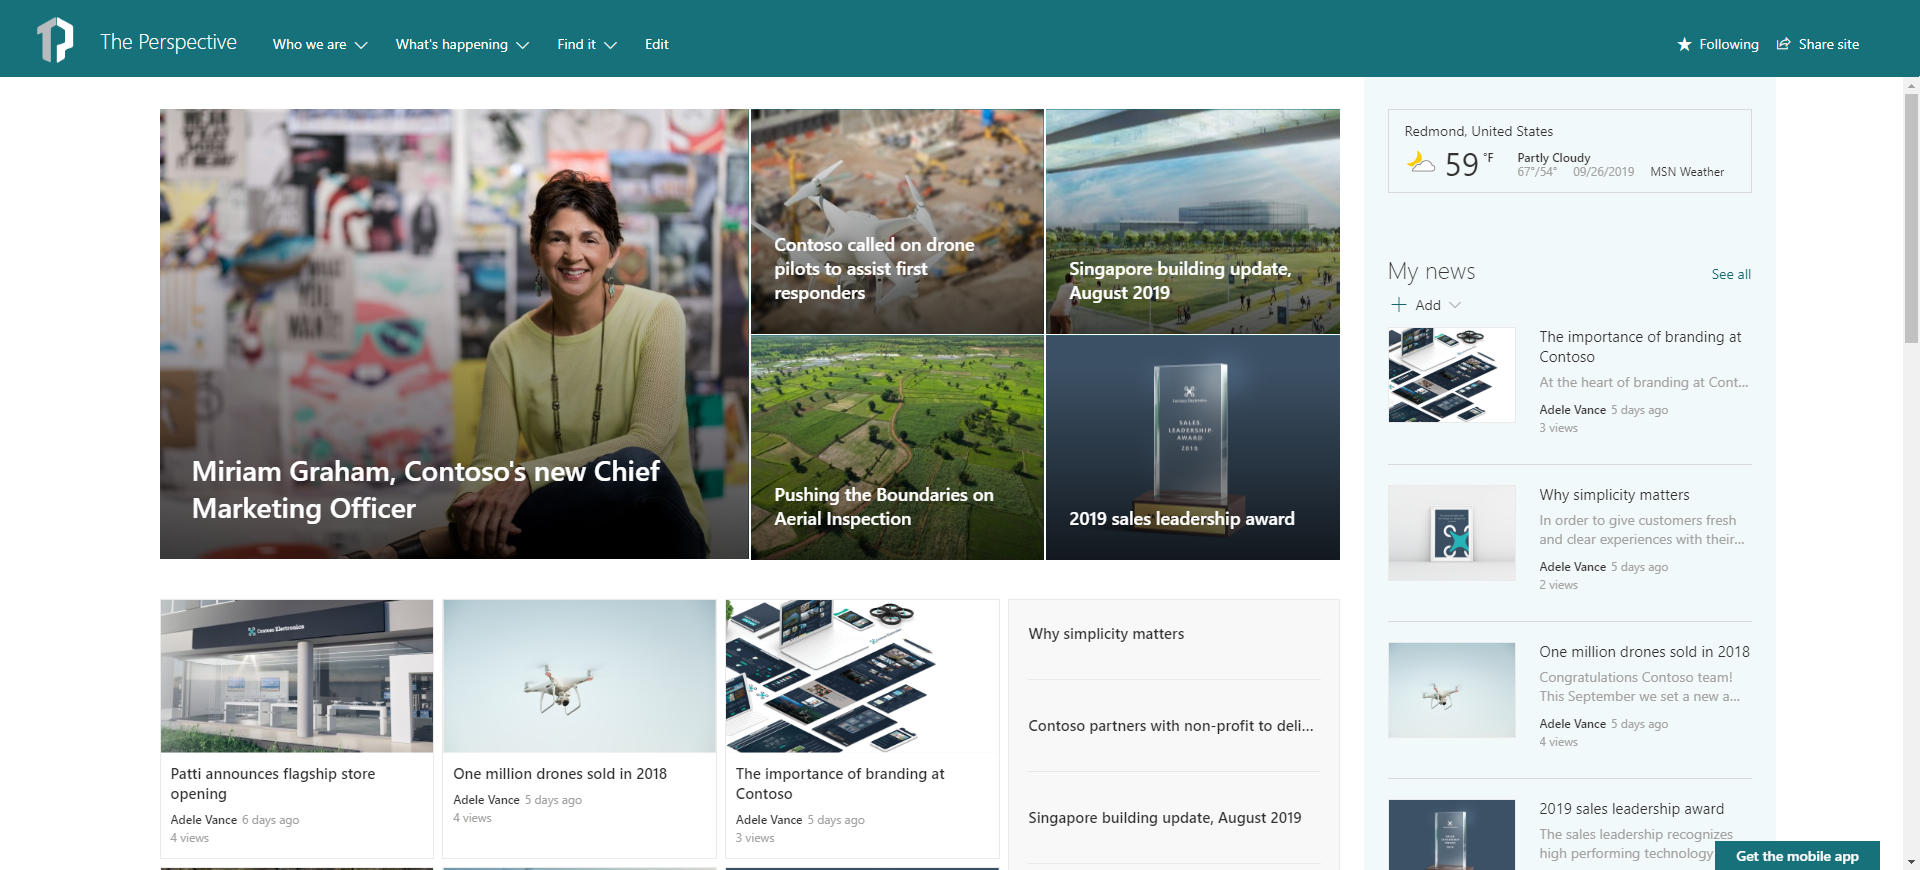 The Perspective
Who we are
What's happening
Find it
Edit
Following
Share site
Miriam Graham, Contoso's new Chief
Marketing Officer
Contoso called on drone
pilots to assist first
responders
Singapore building update,
August 2019
Pushing the Boundaries on
Aerial Inspection
Contoso Electronics
SALES
LEADERSHIP
AWARD
2019 sales leadership award
Redmond, United States
59 °F
Partly Cloudy
67°/54°
09/26/2019
MSN Weather
My news
See all
Add
The importance of branding at
Contoso
At the heart of branding at Cont...
Adele Vance 5 days ago
3 views
Why simplicity matters
In order to give customers fresh
and clear experiences with their...
Adele Vance 5 days ago
2 views
One million drones sold in 2018
Congratulations Contoso team!
This September we set a new a...
Adele Vance 5 days ago
4 views
2019 sales leadership award
The sales leadership recognizes
high performing technology
Get the mobile app
Contoso Electronics
Patti announces flagship store
opening
Adele Vance 6 days ago
4 views
One million drones sold in 2018
Adele Vance 5 days ago
4 views
The importance of branding at
Contoso
Adele Vance 5 days ago
3 views
Why simplicity matters
Contoso partners with non-profit to deli...
Singapore building update, August 2019